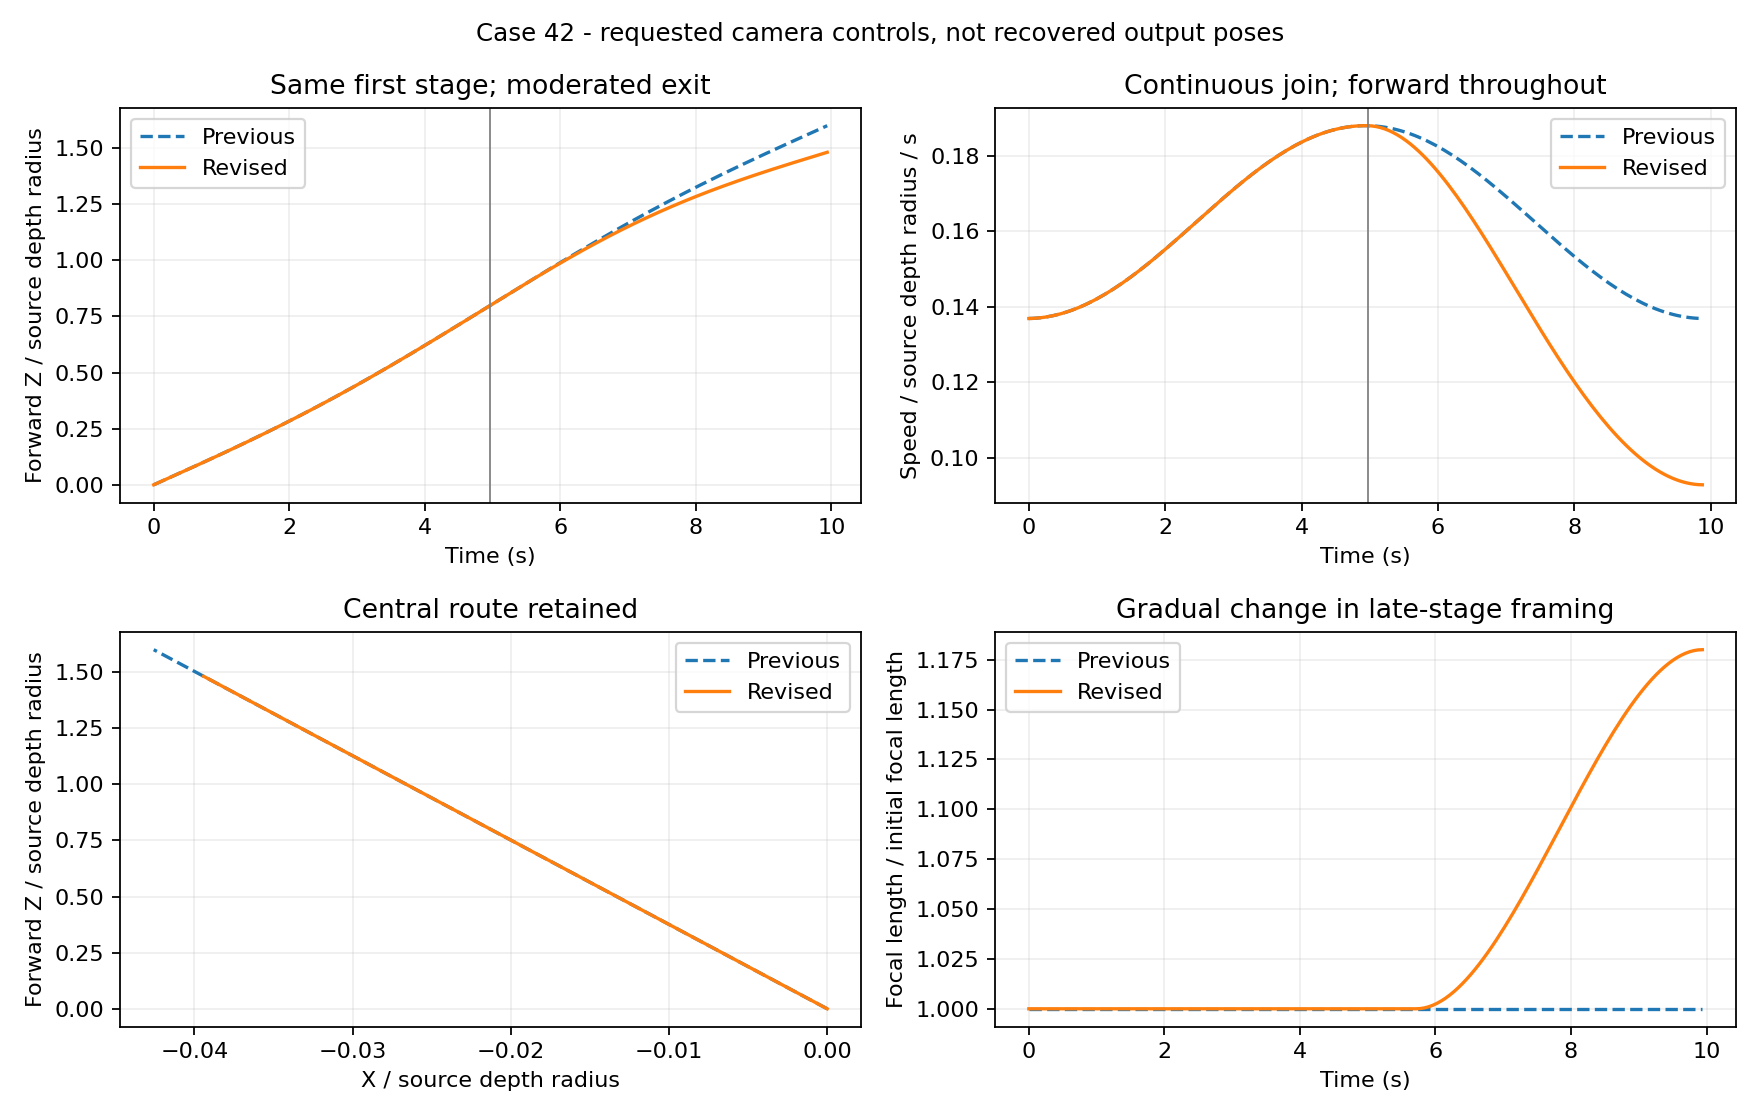 Case 42 - requested camera controls, not recovered output poses
Same first stage; moderated exit
Forward Z / source depth radius
1.50
1.25
1.00
0.75
0.50
0.25
0.00
Previous
Revised
0 2 4 6 8 10
Time (s)
Continuous join; forward throughout
Speed / source depth radius / s
0.18
0.16
0.14
0.12
0.10
Previous
Revised
0 2 4 6 8 10
Time (s)
Central route retained
Forward Z / source depth radius
1.50
1.25
1.00
0.75
0.50
0.25
0.00
Previous
Revised
−0.04 −0.03 −0.02 −0.01 0.00
X / source depth radius
Gradual change in late-stage framing
Focal length / initial focal length
1.175
1.150
1.125
1.100
1.075
1.050
1.025
1.000
Previous
Revised
0 2 4 6 8 10
Time (s)